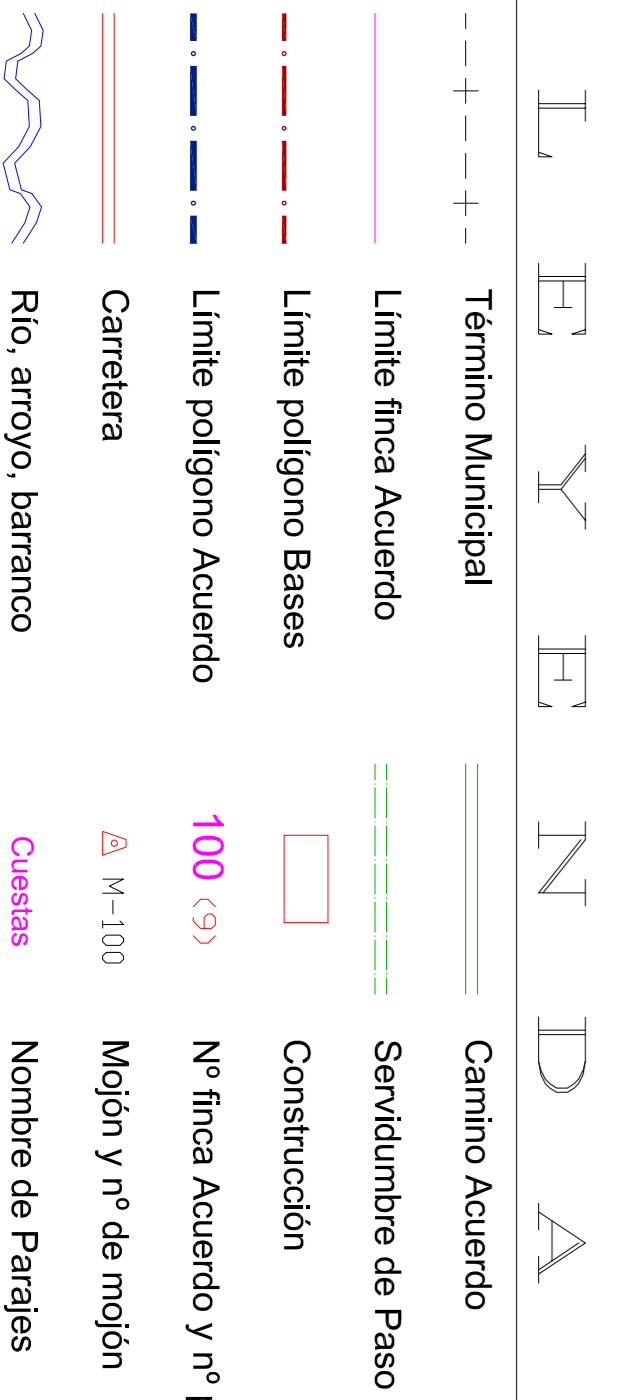 LEYENDA
Término Municipal
Límite finca Acuerdo
Límite polígono Bases
Límite polígono Acuerdo
Carretera
Río, arroyo, barranco
Camino Acuerdo
Servidumbre de Paso
Construcción
100 (9) Nº finca Acuerdo y nº
M-100 Mojón y nº de mojón
Cuestas Nombre de Parajes